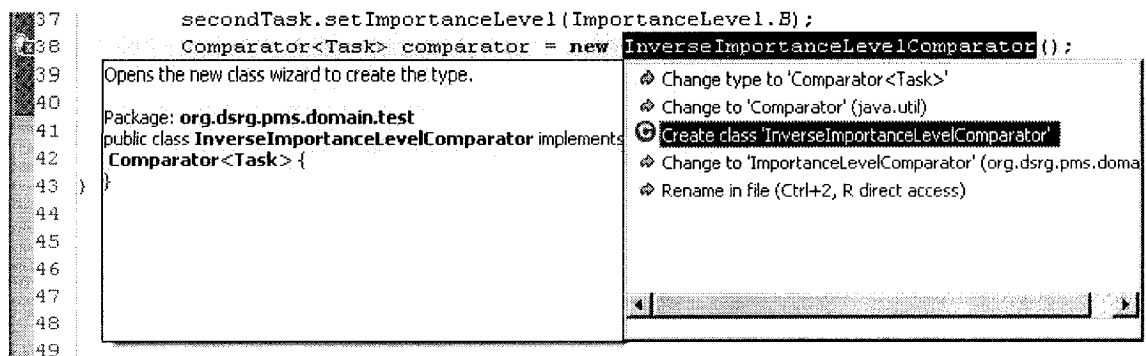 37 secondTask.setImportanceLevel(ImportanceLevel.B);
38 Comparator<Task> comparator = new InverseImportanceLevelComparator();
39
40
41
42
43 }
44
45
46
47
48
49
Opens the new class wizard to create the type.
Package: org.dsrg.pms.domain.test
public class InverseImportanceLevelComparator implements
Comparator<Task> {
}
Change type to 'Comparator<Task>'
Change to 'Comparator' (java.util)
Create class 'InverseImportanceLevelComparator'
Change to 'ImportanceLevelComparator' (org.dsrg.pms.doma
Rename in file (Ctrl+2, R direct access)